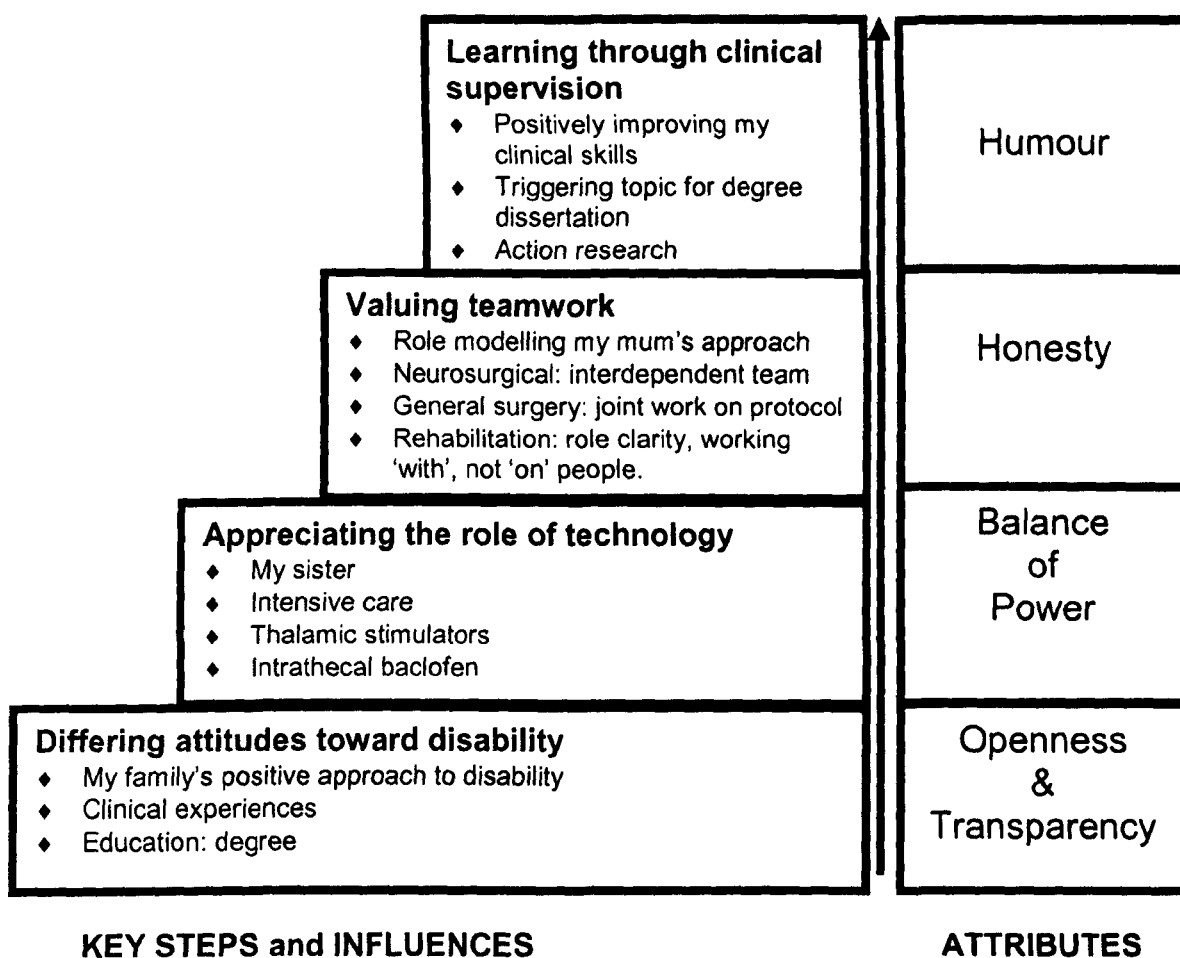 Learning through clinical
supervision
♦ Positively improving my
clinical skills
♦ Triggering topic for degree
dissertation
♦ Action research
Humour
Valuing teamwork
♦ Role modelling my mum's approach
♦ Neurosurgical: interdependent team
♦ General surgery: joint work on protocol
♦ Rehabilitation: role clarity, working
'with', not 'on' people.
Honesty
Appreciating the role of technology
♦ My sister
♦ Intensive care
♦ Thalamic stimulators
♦ Intrathecal baclofen
Balance
of
Power
Differing attitudes toward disability
♦ My family's positive approach to disability
♦ Clinical experiences
♦ Education: degree
Openness
&
Transparency
KEY STEPS and INFLUENCES
ATTRIBUTES